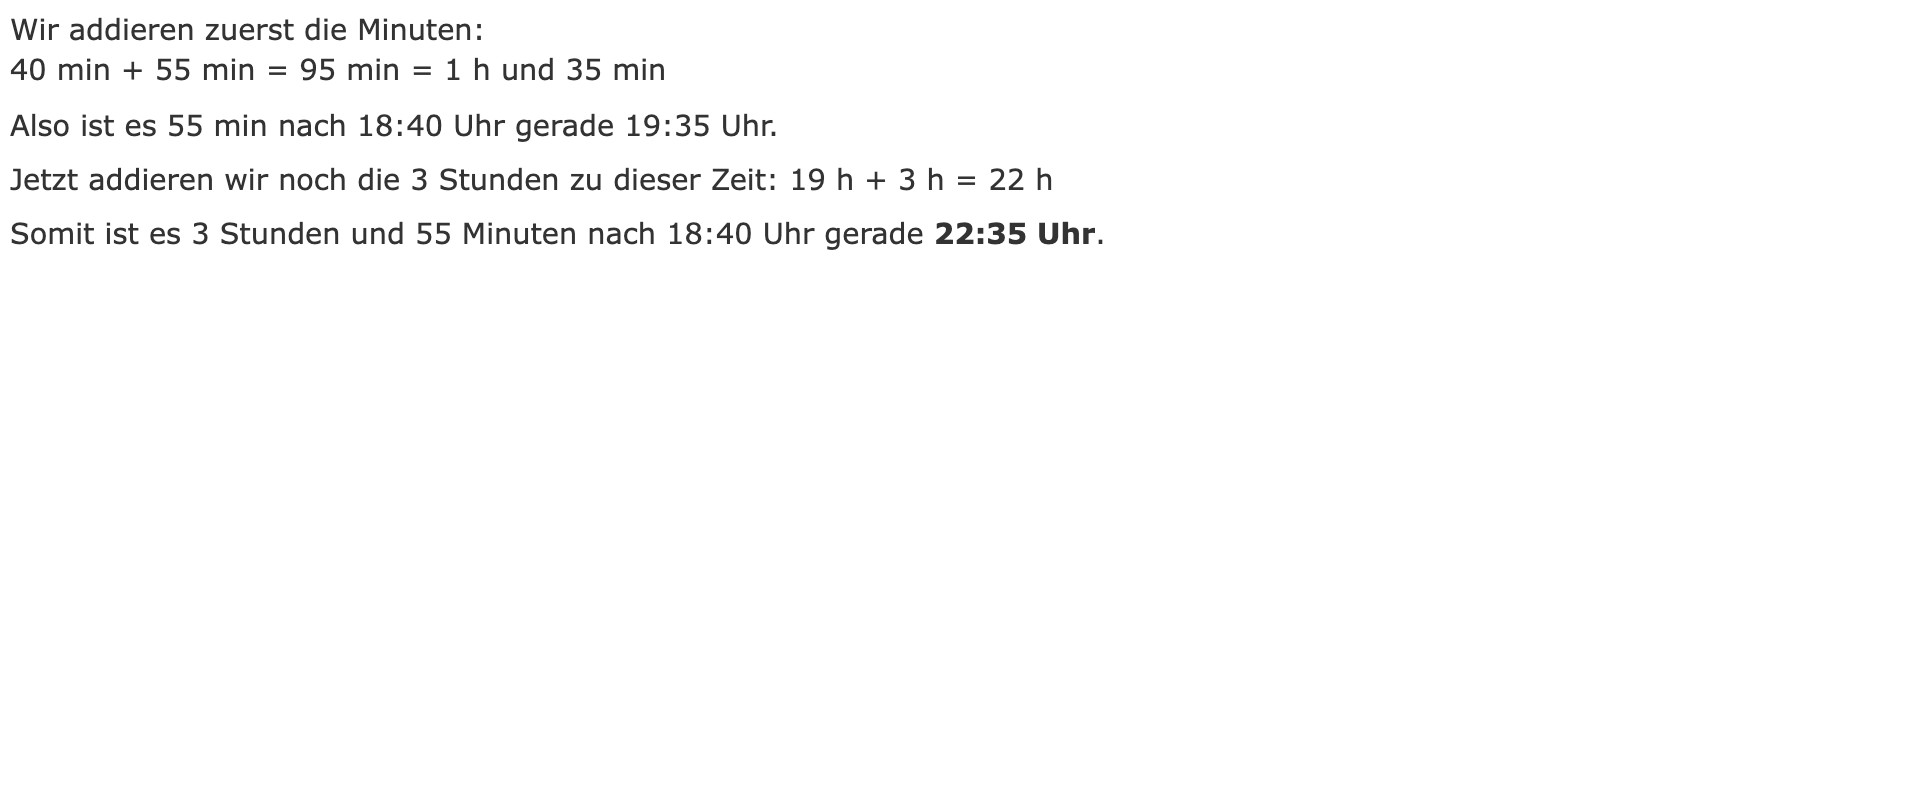 Wir addieren zuerst die Minuten:
40 min + 55 min = 95 min = 1 h und 35 min
Also ist es 55 min nach 18:40 Uhr gerade 19:35 Uhr.
Jetzt addieren wir noch die 3 Stunden zu dieser Zeit: 19 h + 3 h = 22 h
Somit ist es 3 Stunden und 55 Minuten nach 18:40 Uhr gerade 22:35 Uhr.